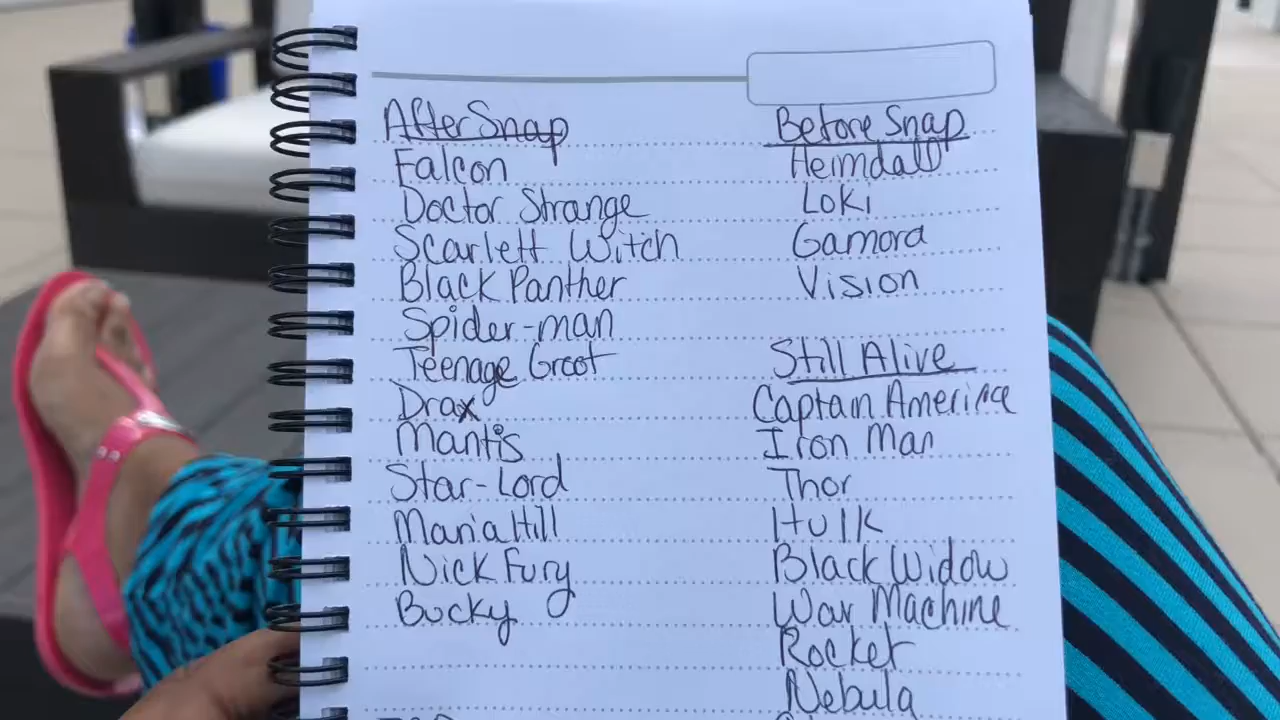 After Snap
Falcon
Doctor Strange
Scarlett Witch
Black Panther
Spider-man
Teenage Groot
Drax
Mantis
Star-Lord
Maria Hill
Nick Fury
Bucky
Before Snap
Heimdall
Loki
Gamora
Vision
Still Alive
Captain America
Iron Man
Thor
Hulk
Black Widow
War Machine
Rocket
Nebula